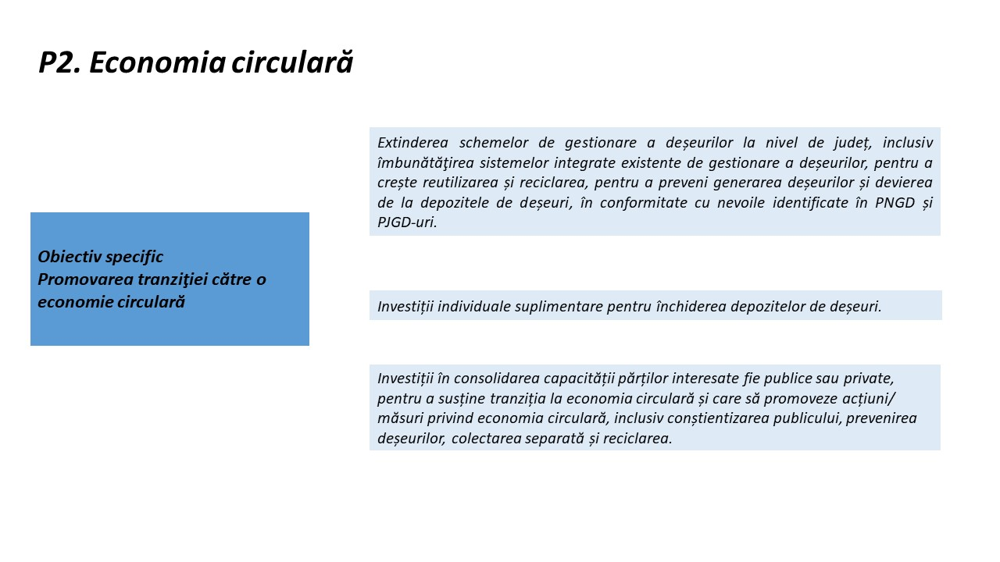 P2. Economia circulară
Extinderea schemelor de gestionare a deșeurilor la nivel de județ, inclusiv
îmbunătăţirea sistemelor integrate existente de gestionare a deșeurilor, pentru a
crește reutilizarea și reciclarea, pentru a preveni generarea deșeurilor și devierea
de la depozitele de deșeuri, în conformitate cu nevoile identificate în PNGD și
PJGD-uri.
Obiectiv specific
Promovarea tranziţiei către o
economie circulară
Investiții individuale suplimentare pentru închiderea depozitelor de deșeuri.
Investiții în consolidarea capacității părților interesate fie publice sau private,
pentru a susține tranziția la economia circulară și care să promoveze acțiuni/
măsuri privind economia circulară, inclusiv conștientizarea publicului, prevenirea
deșeurilor, colectarea separată și reciclarea.